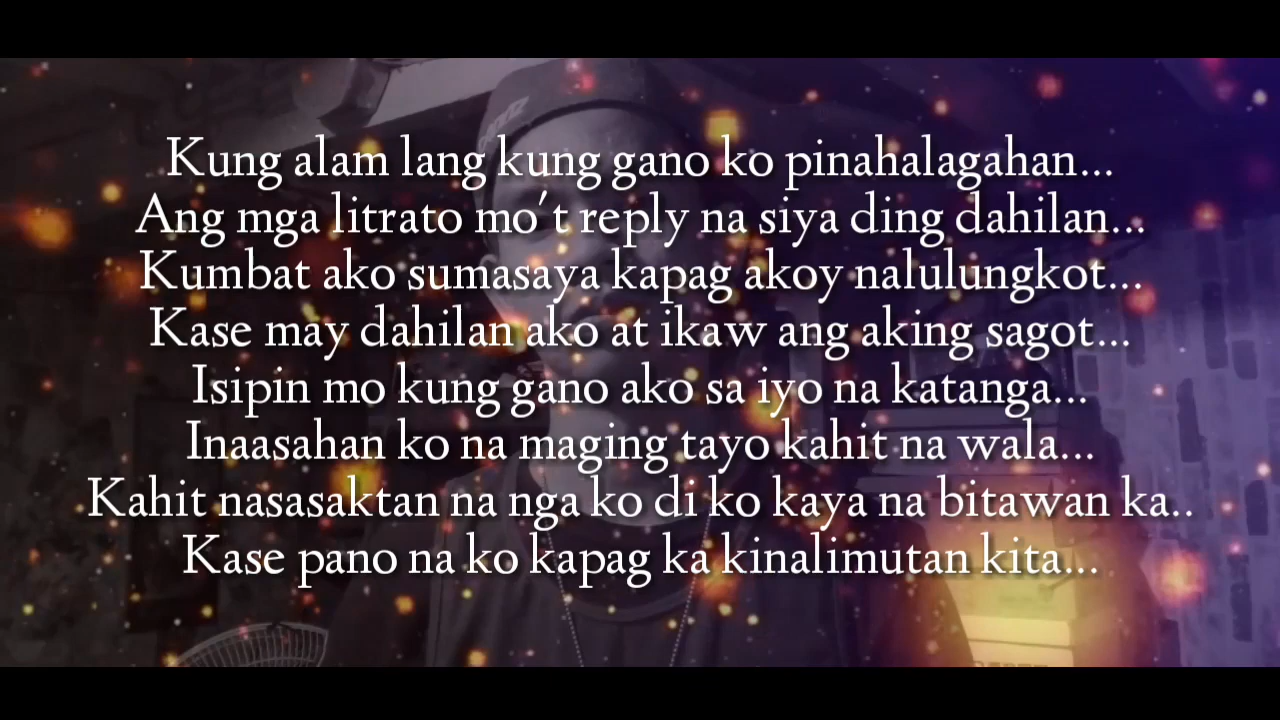 Kung alam lang kung gano ko pinahalagahan...
Ang mga litrato mo't reply na siya ding dahilan...
Kumbat ako sumasaya kapag akoy nalulungkot...
Kase may dahilan ako at ikaw ang aking sagot...
Isipin mo kung gano ako sa iyo na katanga...
Inaasahan ko na maging tayo kahit na wala...
Kahit nasasaktan na nga ko di ko kaya na bitawan ka..
Kase pano na ko kapag ka kinalimutan kita...